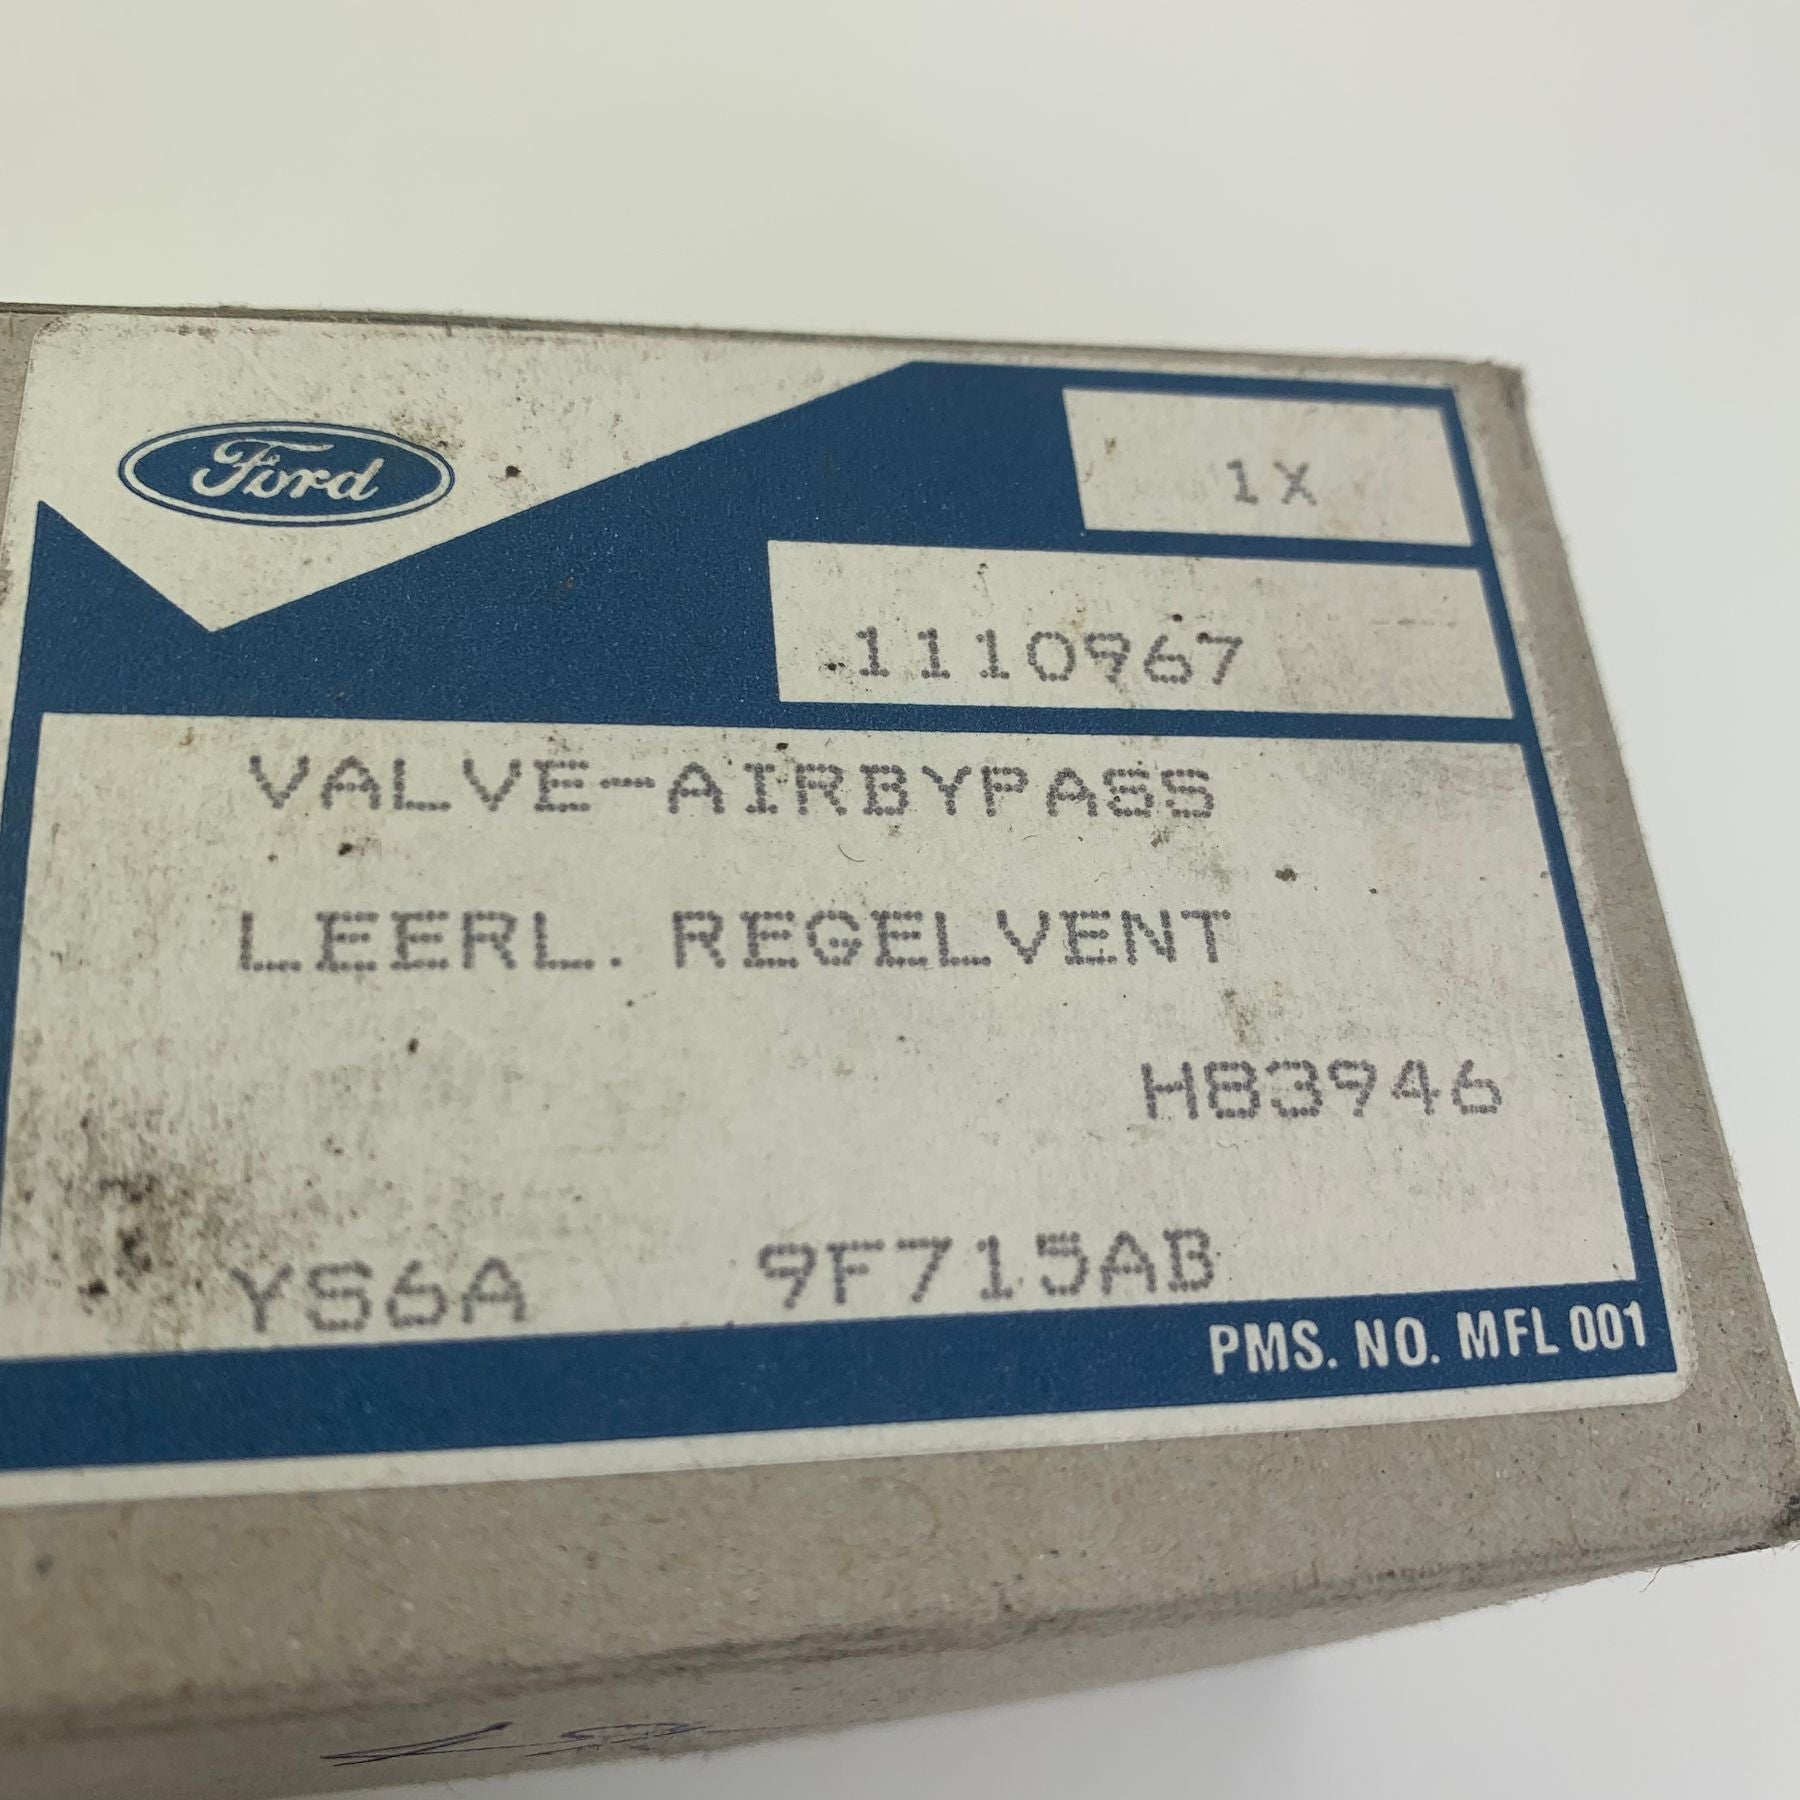 Ford
1X
1110967
VALVE-AIRBYPASS
LEERL. REGELVENT
H83946
YS6A 9F715AB
PMS. NO. MFL 001